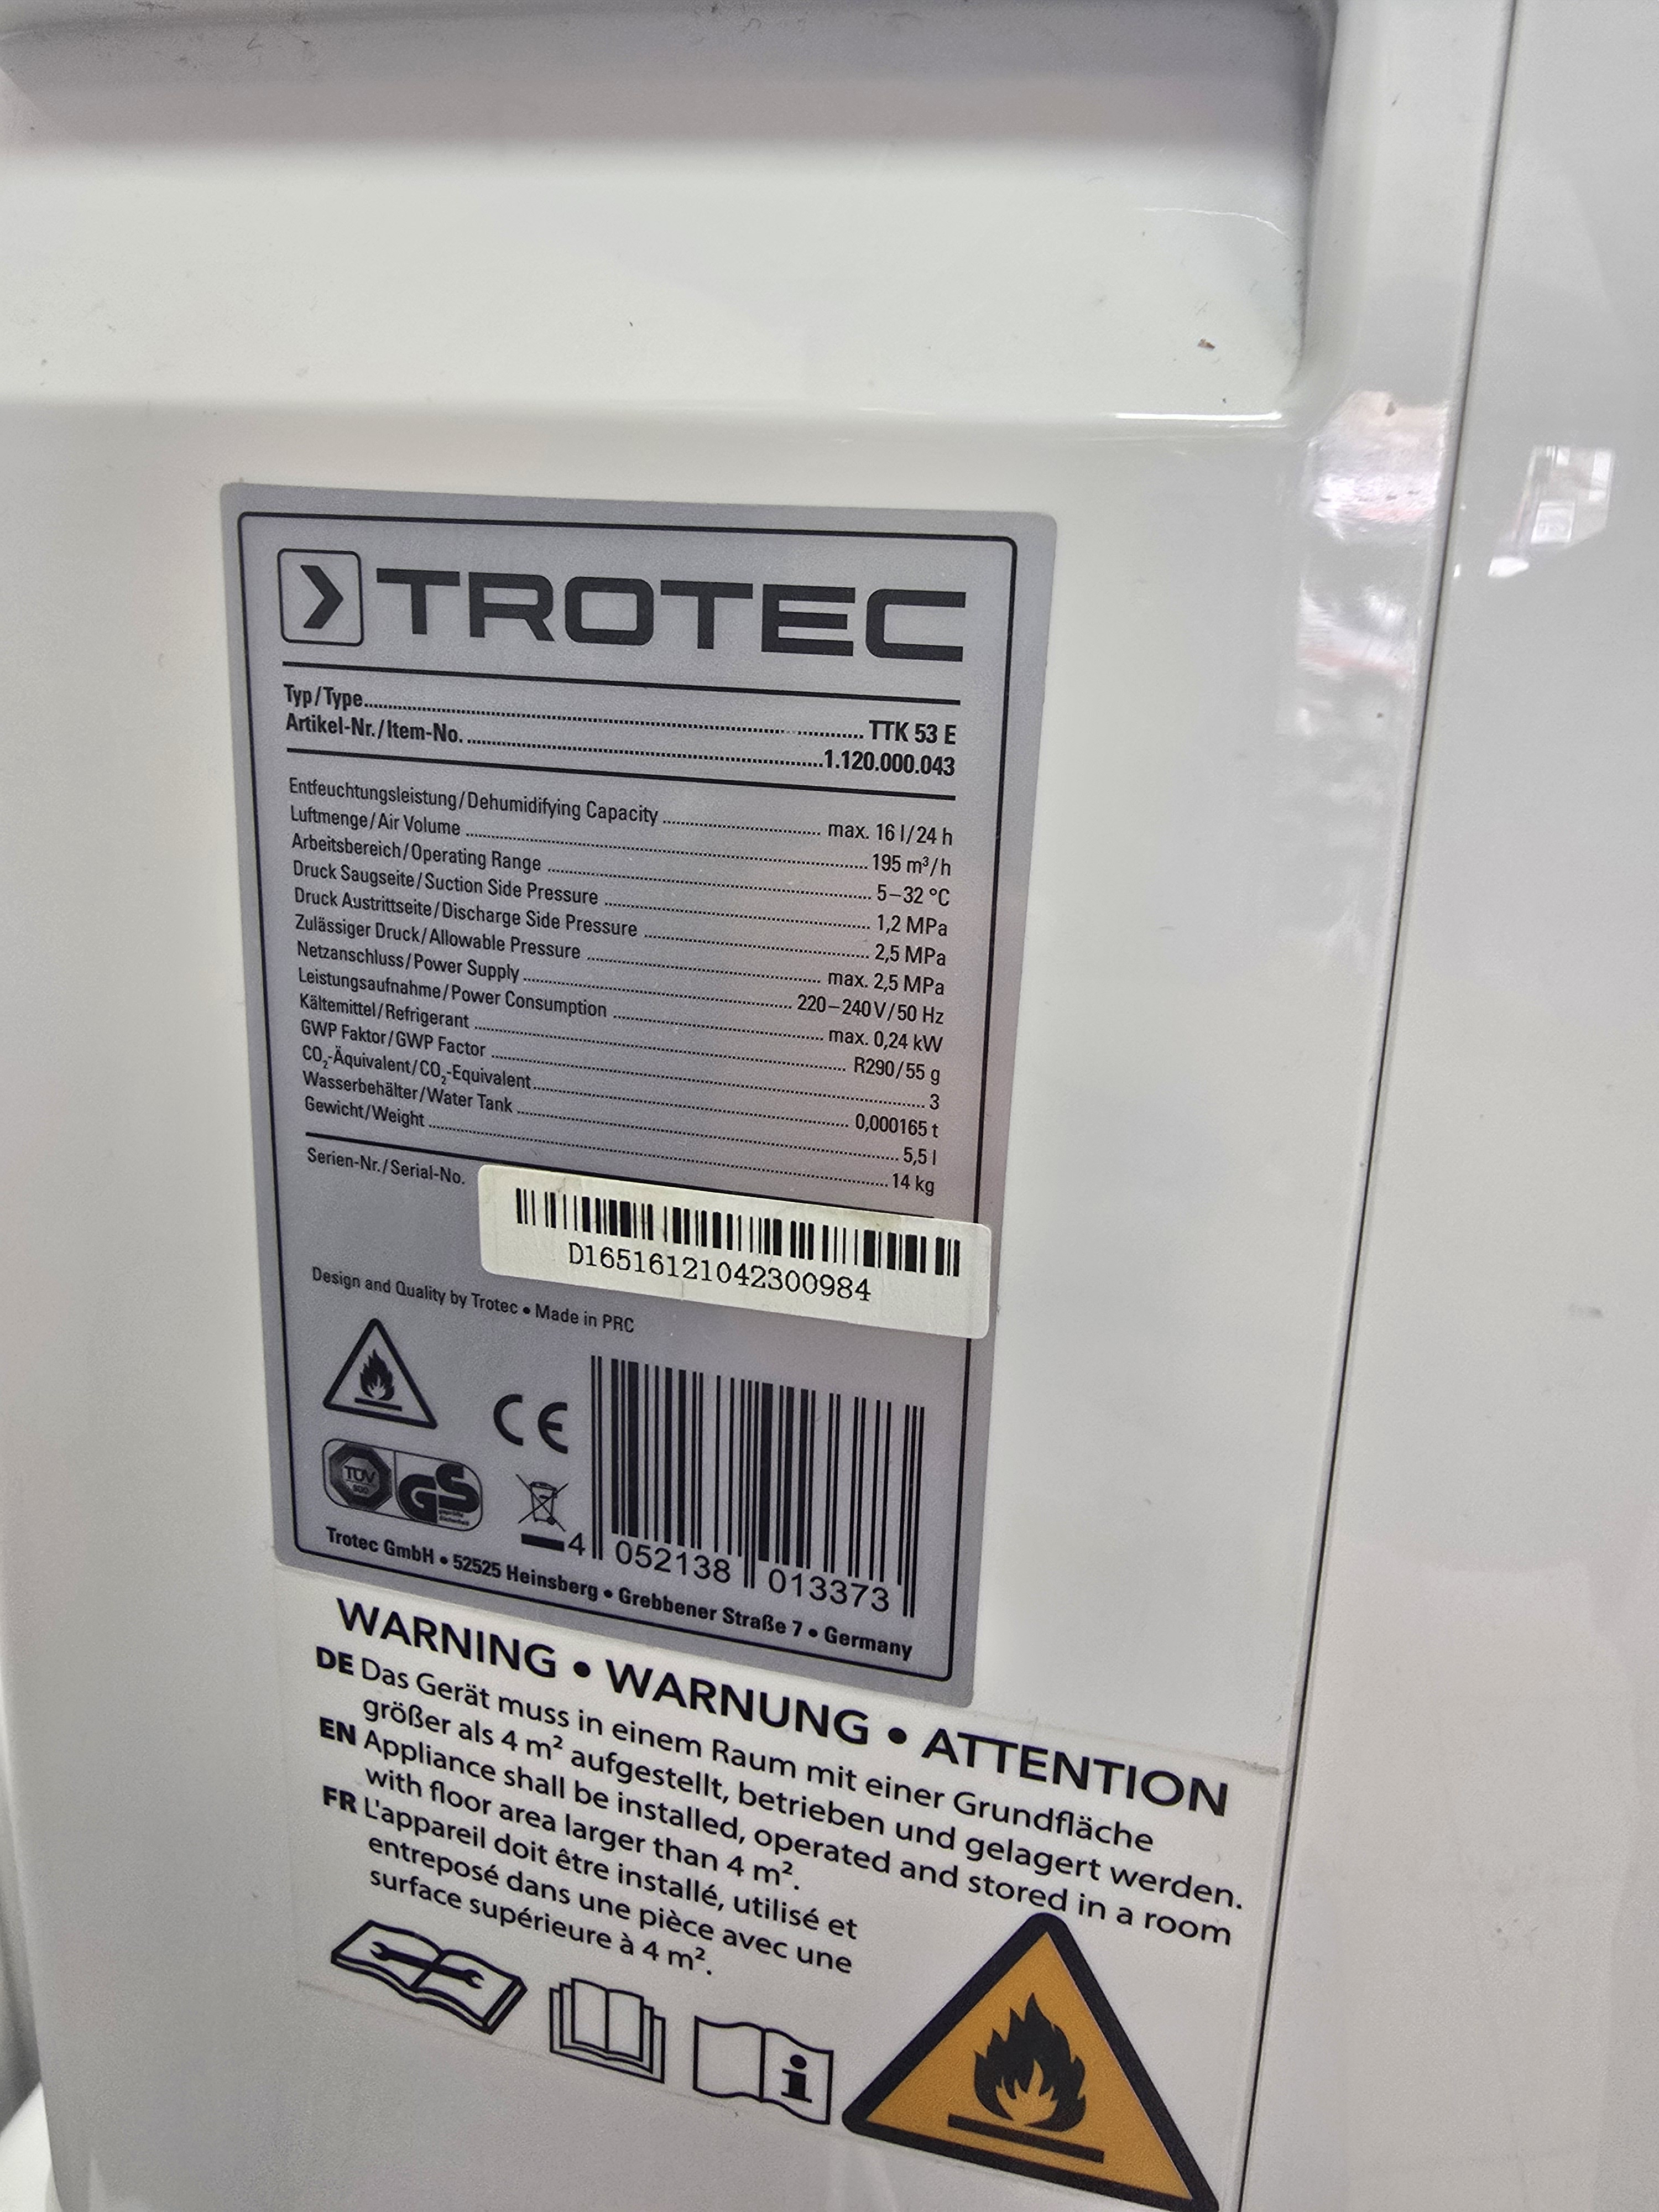 TROTEC
Typ/Type TTK 53 E
Artikel-Nr./Item-No. 1.120.000.043
Entfeuchtungsleistung/Dehumidifying Capacity max. 16 l/24 h
Luftmenge/Air Volume 195 m³/h
Arbeitsbereich/Operating Range 5–32 °C
Druck Saugseite/Suction Side Pressure 1,2 MPa
Druck Austrittseite/Discharge Side Pressure 2,5 MPa
Zulässiger Druck/Allowable Pressure max. 2,5 MPa
Netzanschluss/Power Supply 220–240 V/50 Hz
Leistungsaufnahme/Power Consumption max. 0,24 kW
Kältemittel/Refrigerant R290/55 g
GWP Faktor/GWP Factor 3
CO₂-Äquivalent/CO₂-Equivalent 0,000165 t
Wasserbehälter/Water Tank 5,5 l
Gewicht/Weight 14 kg
Serien-Nr./Serial-No.
D16516121042300984
Design and Quality by Trotec • Made in PRC
CE
TÜV
SÜD
GS
geprüfte
Sicherheit
4 052138 013373
Trotec GmbH • 52525 Heinsberg • Grebbener Straße 7 • Germany
WARNING • WARNUNG • ATTENTION
DE Das Gerät muss in einem Raum mit einer Grundfläche
größer als 4 m² aufgestellt, betrieben und gelagert werden.
EN Appliance shall be installed, operated and stored in a room
with floor area larger than 4 m².
FR L'appareil doit être installé, utilisé et
entreposé dans une pièce avec une
surface supérieure à 4 m².